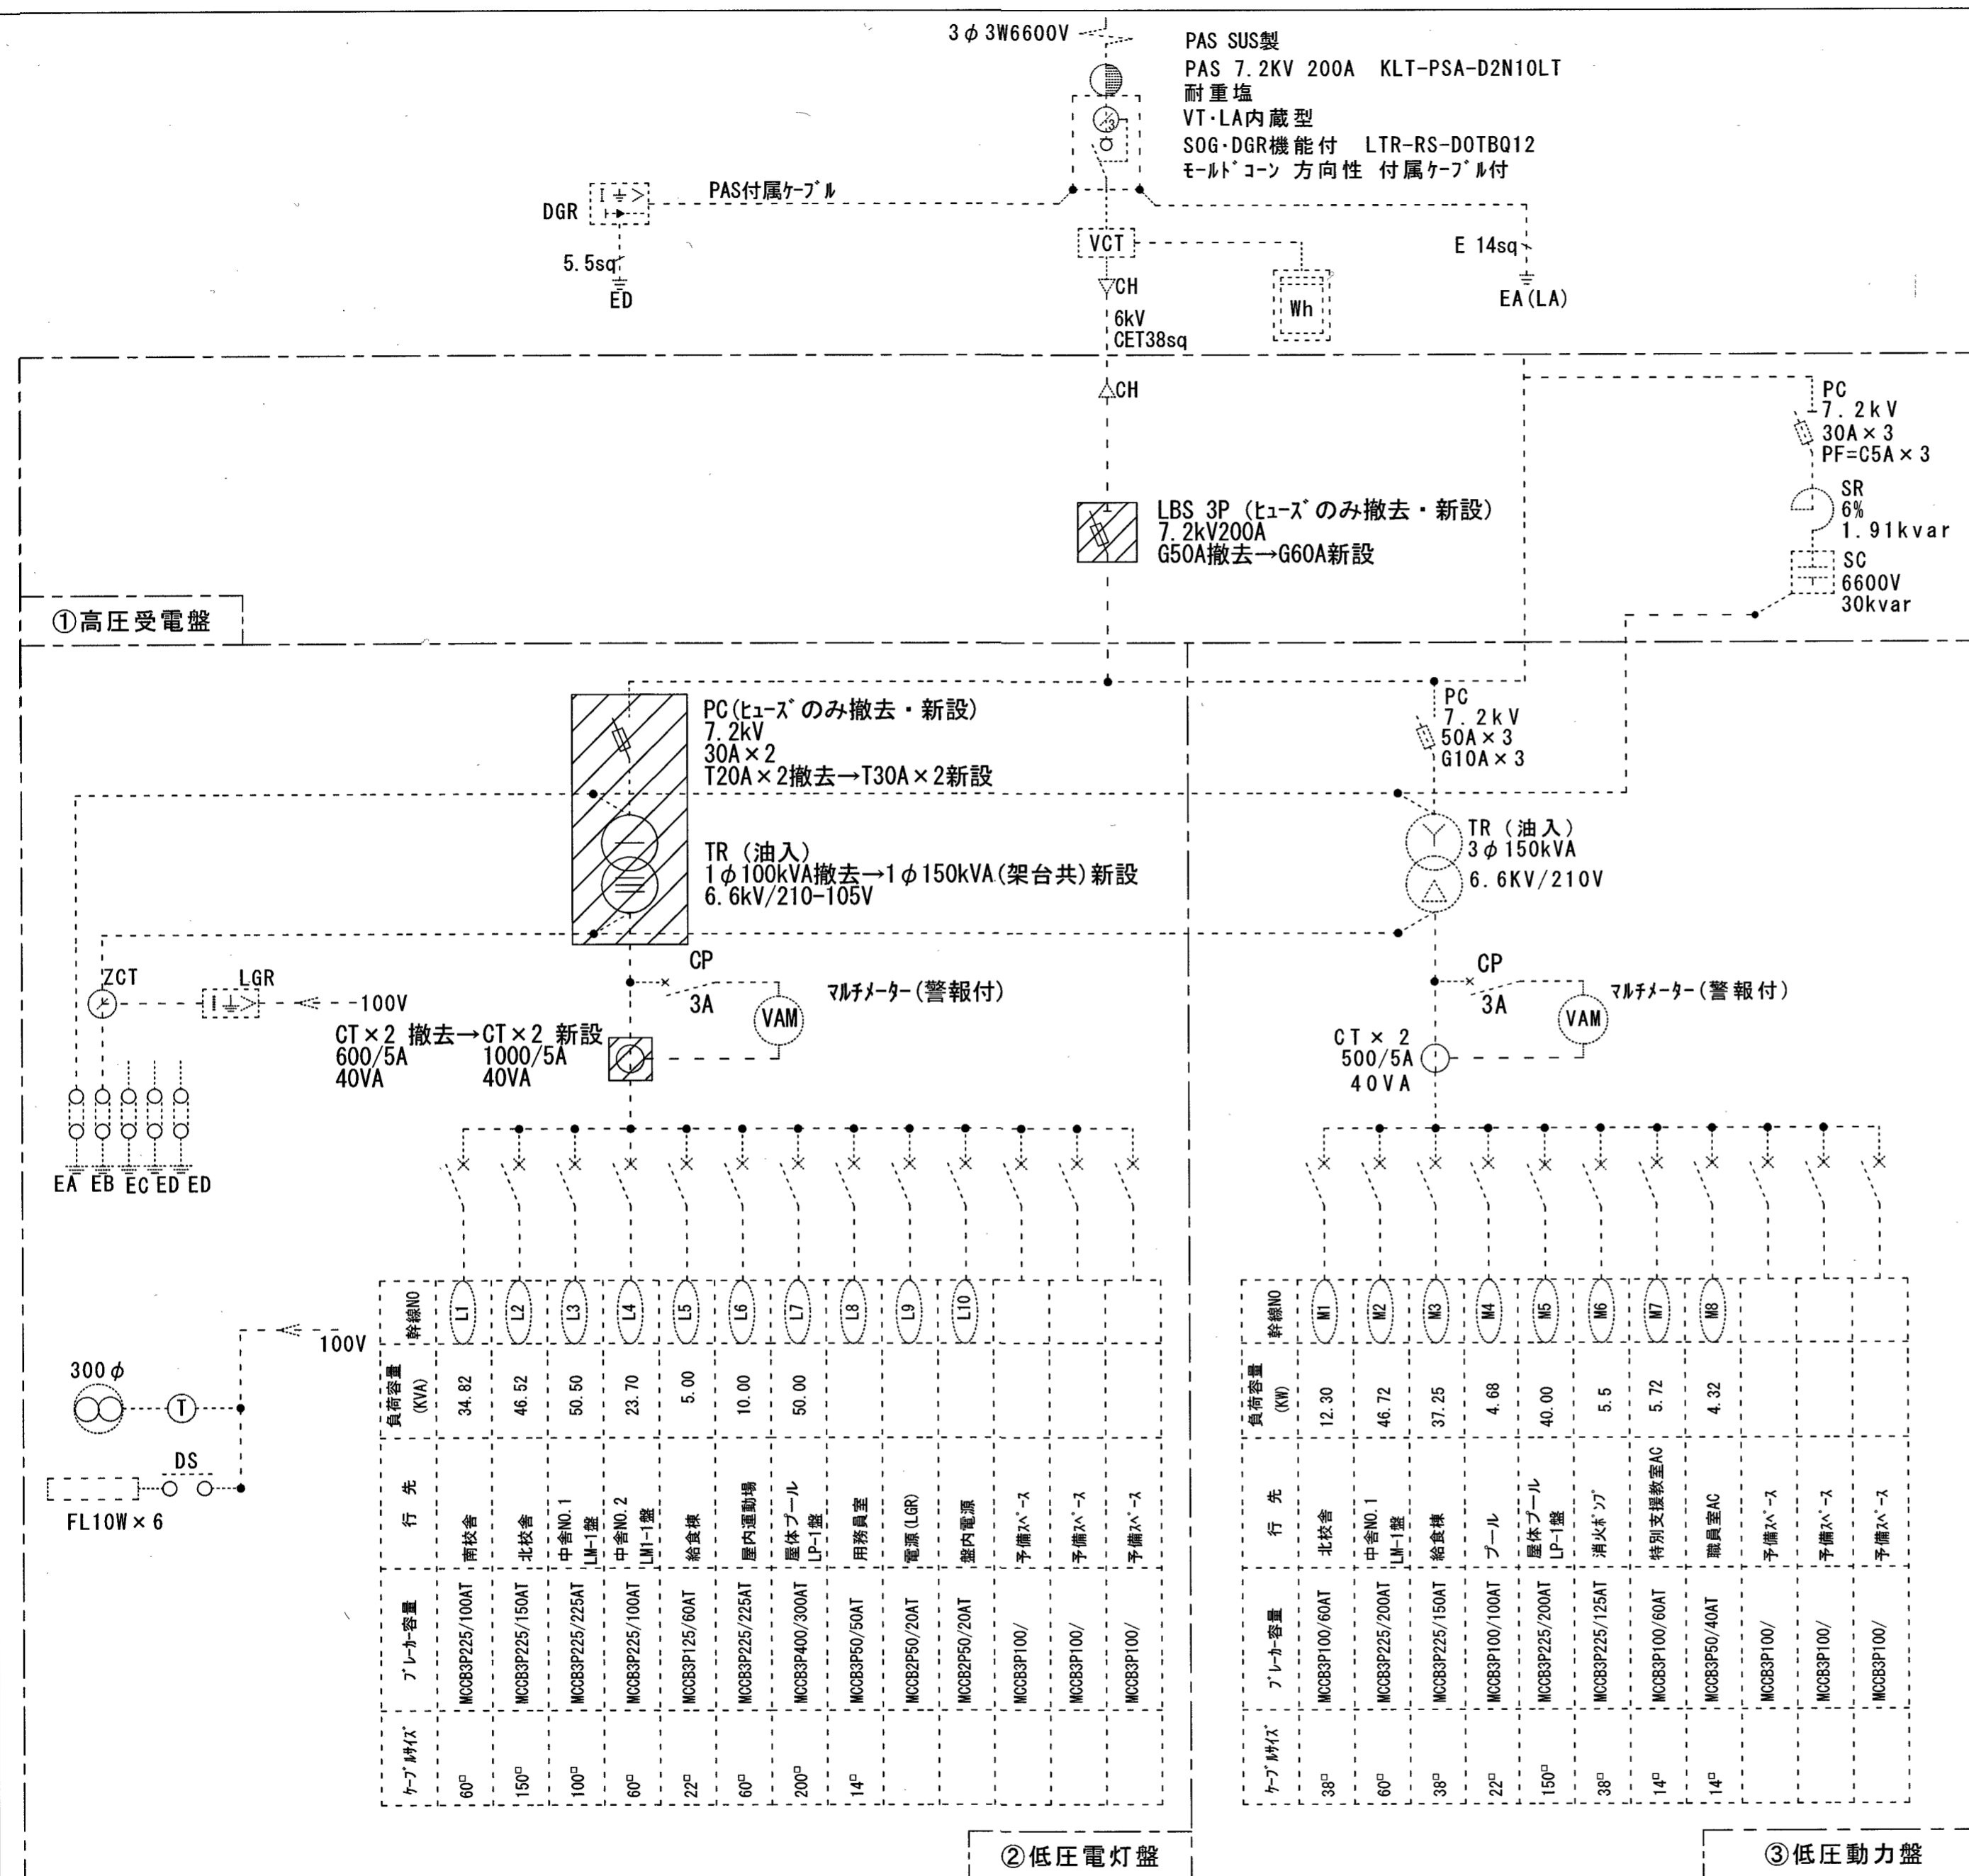 3φ3W6600V
PAS SUS製
PAS 7.2KV 200A KLT-PSA-D2N10LT
耐重塩
VT・LA内蔵型
SOG・DGR機能付 LTR-RS-D0TBQ12
ﾓｰﾙﾄﾞｺｰﾝ 方向性 付属ｹｰﾌﾞﾙ付
DGR
I
PAS付属ｹｰﾌﾞﾙ
5.5sq
ED
VCT
Wh
E 14sq
EA(LA)
CH
6kV
CET38sq
CH
PC
7.2kV
30A×3
PF=C5A×3
SR
6%
1.91kvar
SC
6600V
30kvar
LBS 3P (ﾋｭｰｽﾞのみ撤去・新設)
7.2kV200A
G50A撤去→G60A新設
①高圧受電盤
PC(ﾋｭｰｽﾞのみ撤去・新設)
7.2kV
30A×2
T20A×2撤去→T30A×2新設
TR (油入)
1φ100kVA撤去→1φ150kVA(架台共)新設
6.6kV/210-105V
PC
7.2kV
50A×3
G10A×3
TR (油入)
3φ150kVA
6.6KV/210V
ZCT
LGR
I
100V
CT×2 撤去→CT×2 新設
600/5A 1000/5A
40VA 40VA
CP
3A
VAM
ﾏﾙﾁﾒｰﾀｰ(警報付)
CT×2
500/5A
40VA
CP
3A
VAM
ﾏﾙﾁﾒｰﾀｰ(警報付)
EA EB EC ED ED
100V
300φ
T
DS
FL10W×6
幹線NO L1 L2 L3 L4 L5 L6 L7 L8 L9 L10
負荷容量(KVA) 34.82 46.52 50.50 23.70 5.00 10.00 50.00
行先 南校舎 北校舎 中舎NO.1 LM-1盤 中舎NO.2 LM1-1盤 給食棟 屋内運動場 屋体プール LP-1盤 用務員室 電源(LGR) 盤内電源 予備ｽﾍﾟｰｽ 予備ｽﾍﾟｰｽ 予備ｽﾍﾟｰｽ
ﾌﾞﾚｰｶｰ容量 MCCB3P225/100AT MCCB3P225/150AT MCCB3P225/225AT MCCB3P225/100AT MCCB3P125/60AT MCCB3P225/225AT MCCB3P400/300AT MCCB3P50/50AT MCCB2P50/20AT MCCB2P50/20AT MCCB3P100/ MCCB3P100/ MCCB3P100/
ｹｰﾌﾞﾙｻｲｽﾞ 60□ 150□ 100□ 60□ 22□ 60□ 200□ 14□
幹線NO M1 M2 M3 M4 M5 M6 M7 M8
負荷容量(KW) 12.30 46.72 37.25 4.68 40.00 5.5 5.72 4.32
行先 北校舎 中舎NO.1 LM-1盤 給食棟 プール 屋体プール LP-1盤 消火ﾎﾟﾝﾌﾟ 特別支援教室AC 職員室AC 予備ｽﾍﾟｰｽ 予備ｽﾍﾟｰｽ 予備ｽﾍﾟｰｽ
ﾌﾞﾚｰｶｰ容量 MCCB3P100/60AT MCCB3P225/200AT MCCB3P225/150AT MCCB3P100/100AT MCCB3P225/200AT MCCB3P225/125AT MCCB3P100/60AT MCCB3P50/40AT MCCB3P100/ MCCB3P100/ MCCB3P100/
ｹｰﾌﾞﾙｻｲｽﾞ 38□ 60□ 38□ 22□ 150□ 38□ 14□ 14□
②低圧電灯盤
③低圧動力盤